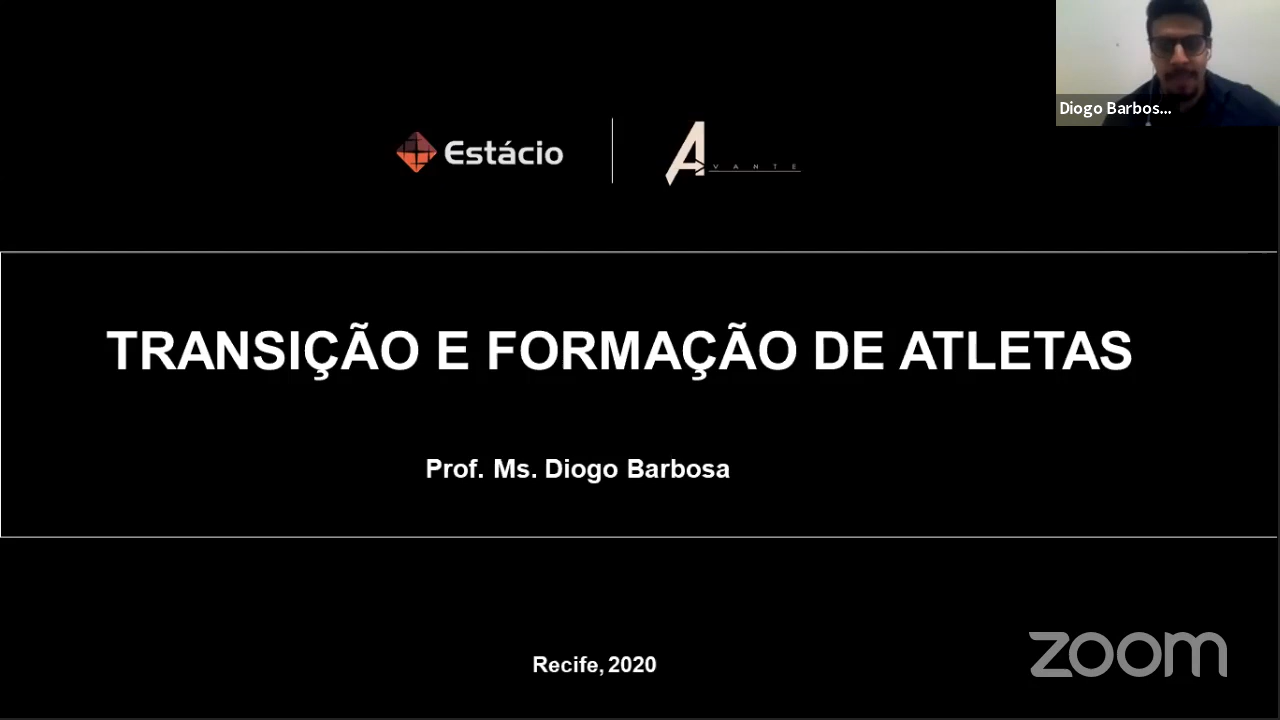 Diogo Barbos...
Estácio
AVANTE
TRANSIÇÃO E FORMAÇÃO DE ATLETAS
Prof. Ms. Diogo Barbosa
Recife, 2020
zoom